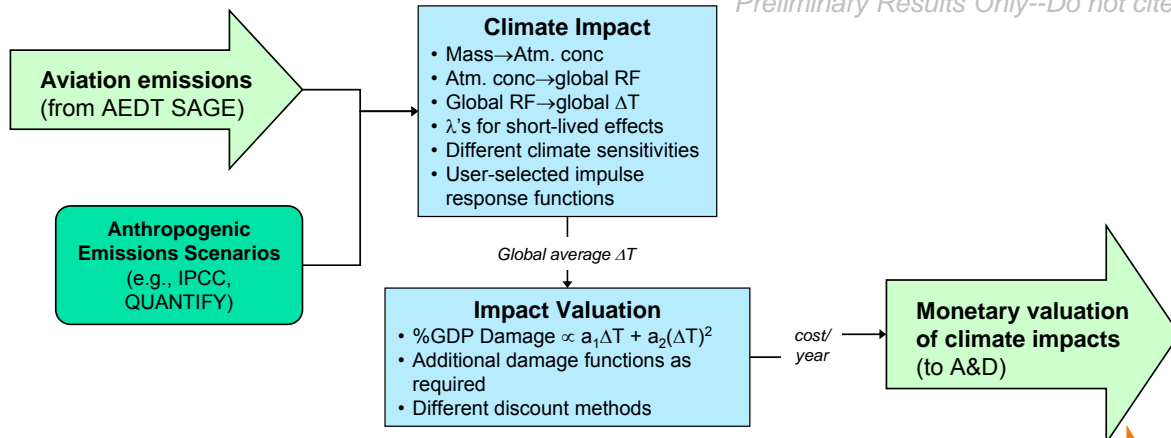 Preliminary Results Only--Do not cite
Aviation emissions
(from AEDT SAGE)
Climate Impact
• Mass→Atm. conc
• Atm. conc→global RF
• Global RF→global ΔT
• λ's for short-lived effects
• Different climate sensitivities
• User-selected impulse
response functions
Anthropogenic
Emissions Scenarios
(e.g., IPCC,
QUANTIFY)
Global average ΔT
Impact Valuation
• %GDP Damage ∝ a₁ΔT + a₂(ΔT)²
• Additional damage functions as
required
• Different discount methods
cost/
year
Monetary valuation
of climate impacts
(to A&D)